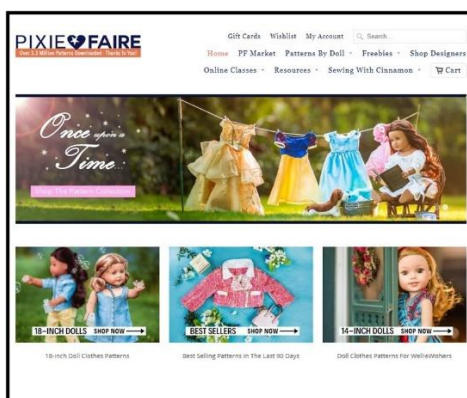 Gift Cards Wishlist My Account Search
PIXIE FAIRE
Over 3.3 Million Patterns Downloaded! Thanks To You!
Home PF Market Patterns By Doll Freebies Shop Designers
Online Classes Resources Sewing With Cinnamon Cart
Once upon a
Time...
Shop The Pattern Collection
18-INCH DOLLS SHOP NOW
BEST SELLERS SHOP NOW
14-INCH DOLLS SHOP NOW
18-inch Doll Clothes Patterns
Best Selling Patterns In The Last 90 Days
Doll Clothes Patterns For WellieWishers